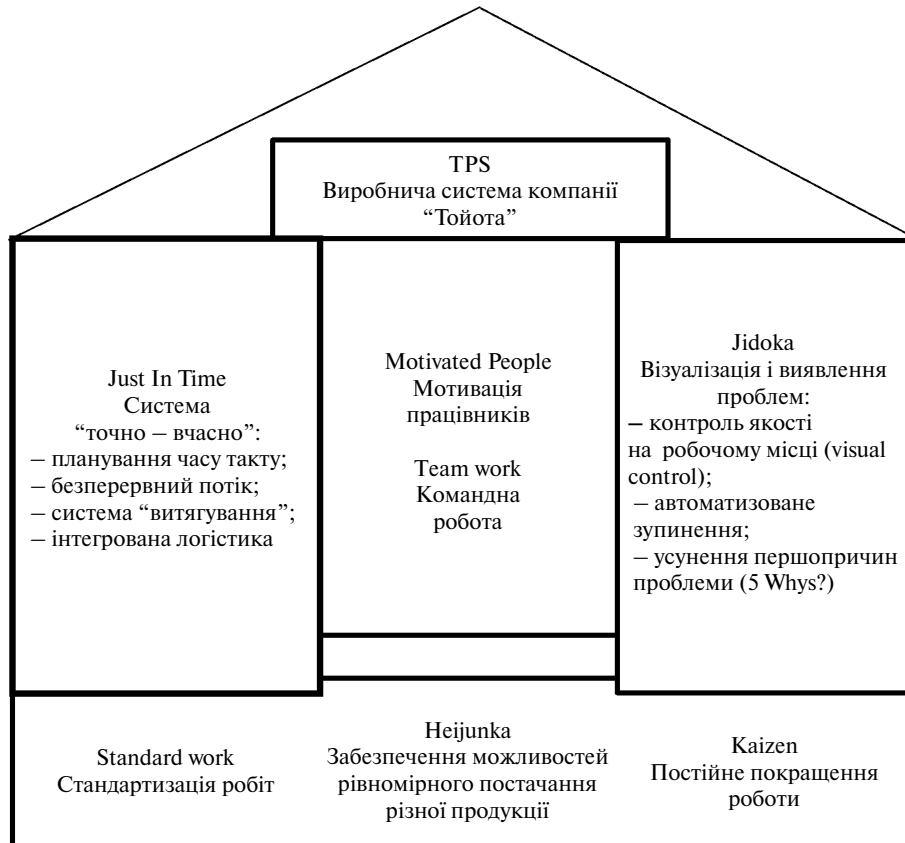 TPS
Виробнича система компанії
“Тойота”
Just In Time
Система
“точно – вчасно”:
– планування часу такту;
– безперервний потік;
– система “витягування”;
– інтегрована логістика
Motivated People
Мотивація
працівників
Team work
Командна
робота
Jidoka
Візуалізація і виявлення
проблем:
– контроль якості
на робочому місці (visual
control);
– автоматизоване
зупинення;
– усунення першопричин
проблеми (5 Whys?)
Standard work
Стандартизація робіт
Heijunka
Забезпечення можливостей
рівномірного постачання
різної продукції
Kaizen
Постійне покращення
роботи